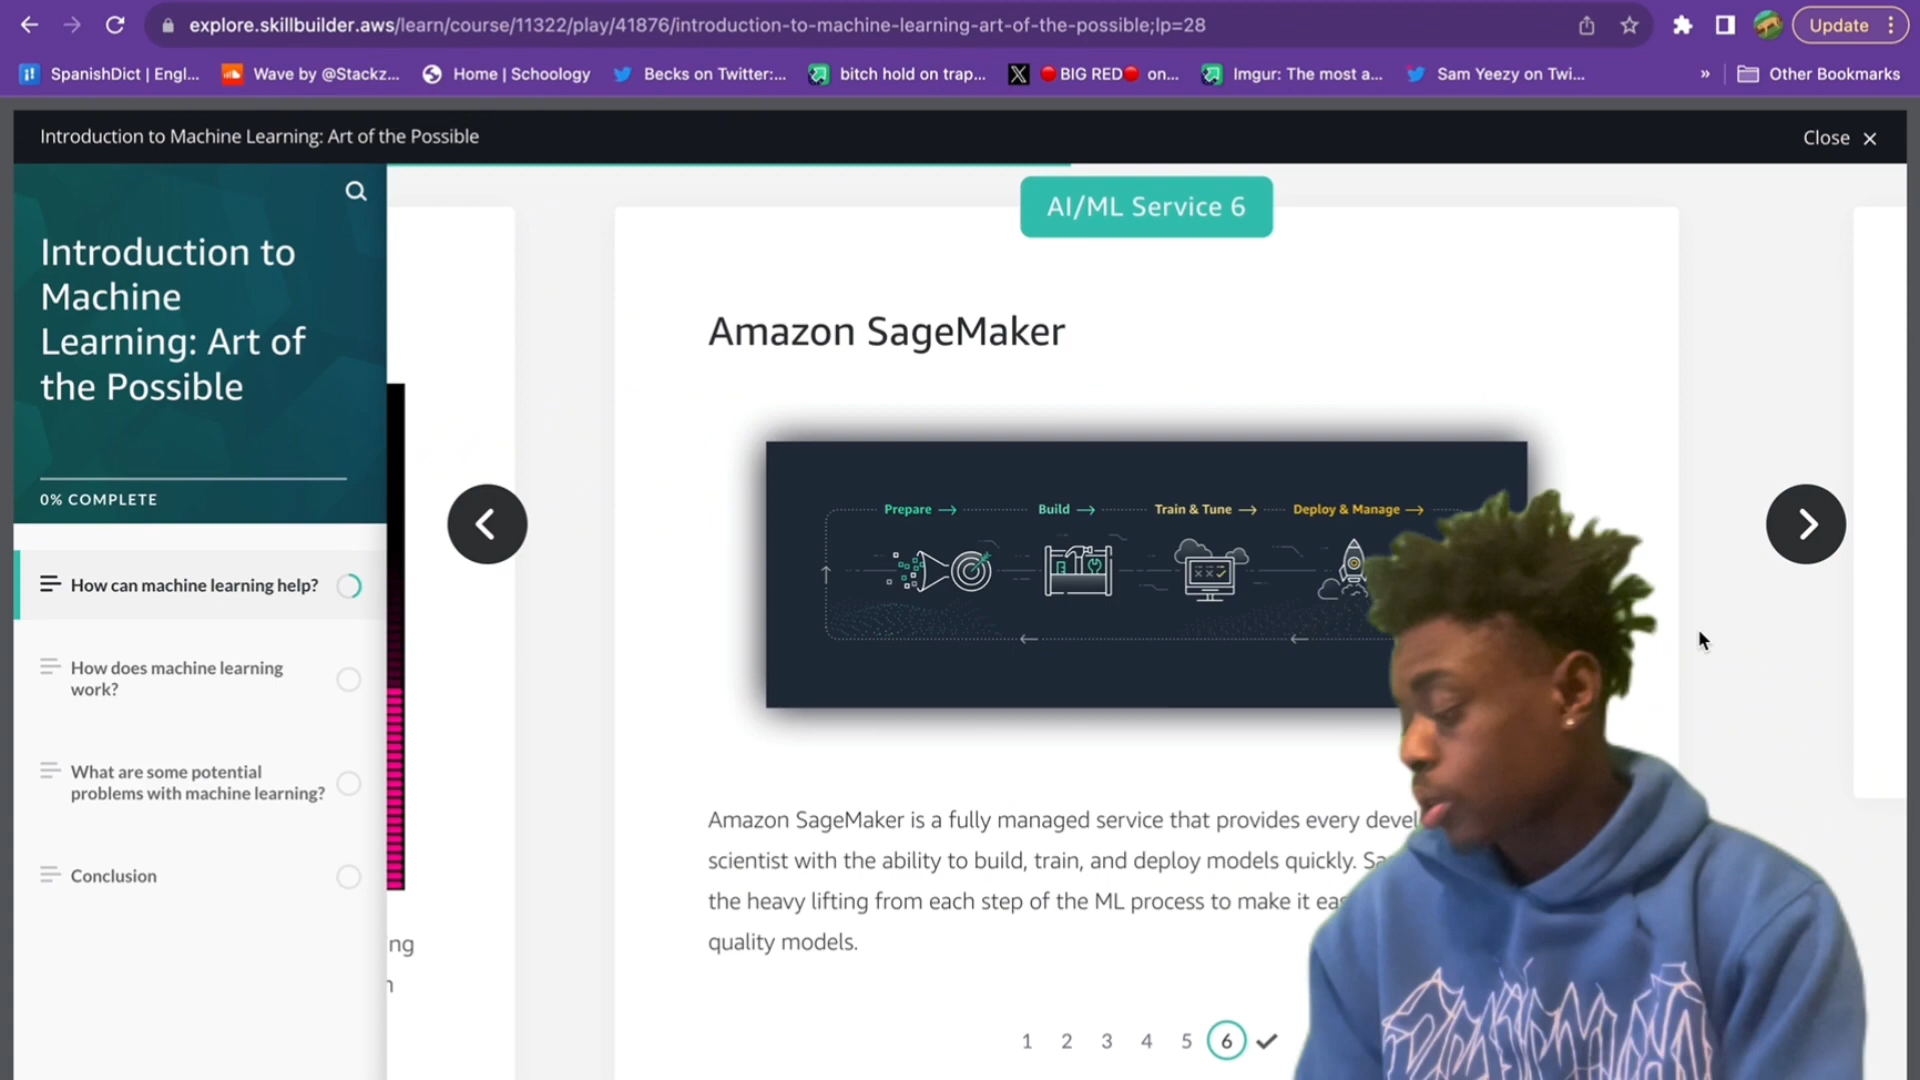 explore.skillbuilder.aws/learn/course/11322/play/41876/introduction-to-machine-learning-art-of-the-possible;lp=28
Update
SpanishDict | Engl...
Wave by @Stackz...
Home | Schoology
Becks on Twitter:...
bitch hold on trap...
🔴BIG RED🔴 on...
Imgur: The most a...
Sam Yeezy on Twi...
»
Other Bookmarks
Introduction to Machine Learning: Art of the Possible
Close
Introduction to
Machine
Learning: Art of
the Possible
0% COMPLETE
How can machine learning help?
How does machine learning
work?
What are some potential
problems with machine learning?
Conclusion
AI/ML Service 6
Amazon SageMaker
Prepare → Build → Train & Tune → Deploy & Manage →
Amazon SageMaker is a fully managed service that provides every
scientist with the ability to build, train, and deploy models quickly.
the heavy lifting from each step of the ML process to make it
quality models.
1 2 3 4 5 6